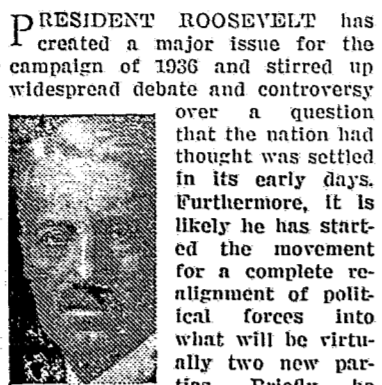 PRESIDENT ROOSEVELT has
created a major issue for the
campaign of 1936 and stirred up
widespread debate and controversy
over a question
that the nation had
thought was settled
in its early days.
Furthermore, it is
likely he has start-
ed the movement
for a complete re-
alignment of polit-
ical forces into
what will be virtu-
ally two new par-
ties. Briefly, he